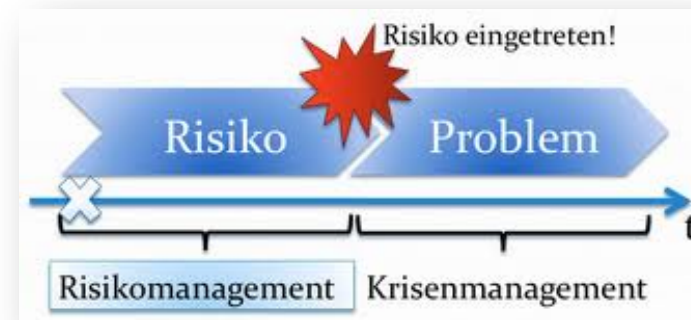 Risiko eingetreten!
Risiko Problem
t
Risikomanagement Krisenmanagement